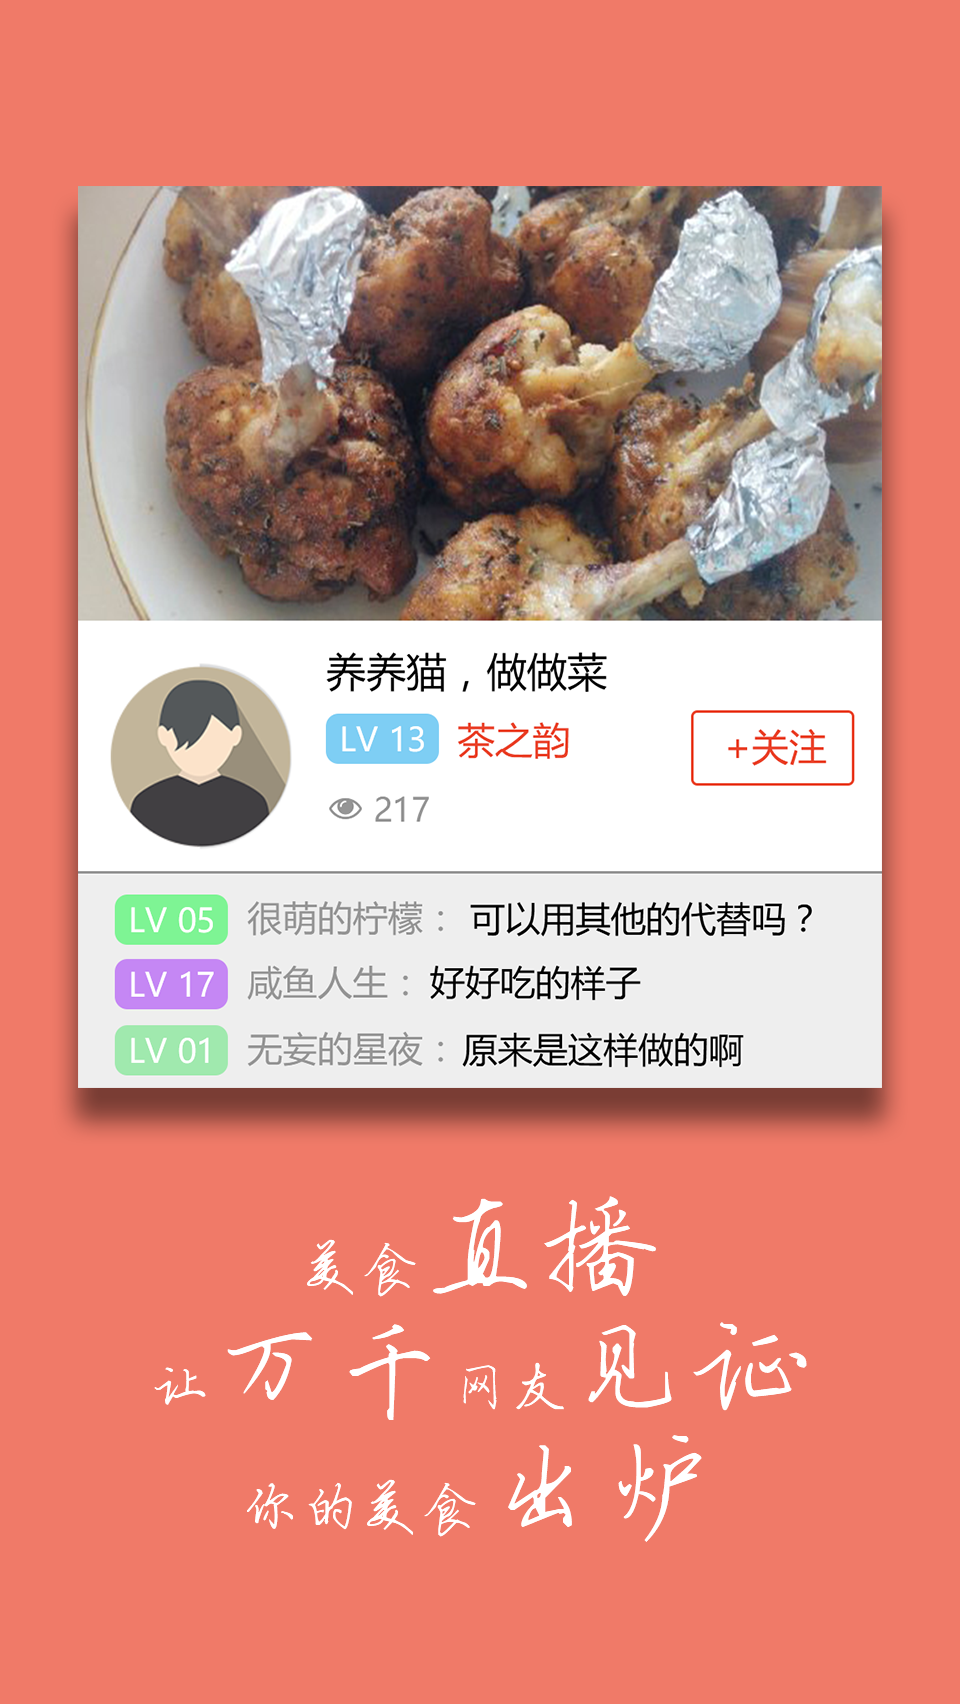 养养猫，做做菜
LV 13 茶之韵
+关注
217
LV 05 很萌的柠檬： 可以用其他的代替吗？
LV 17 咸鱼人生： 好好吃的样子
LV 01 无妄的星夜： 原来是这样做的啊
美食直播
让万千网友见证
你的美食出炉